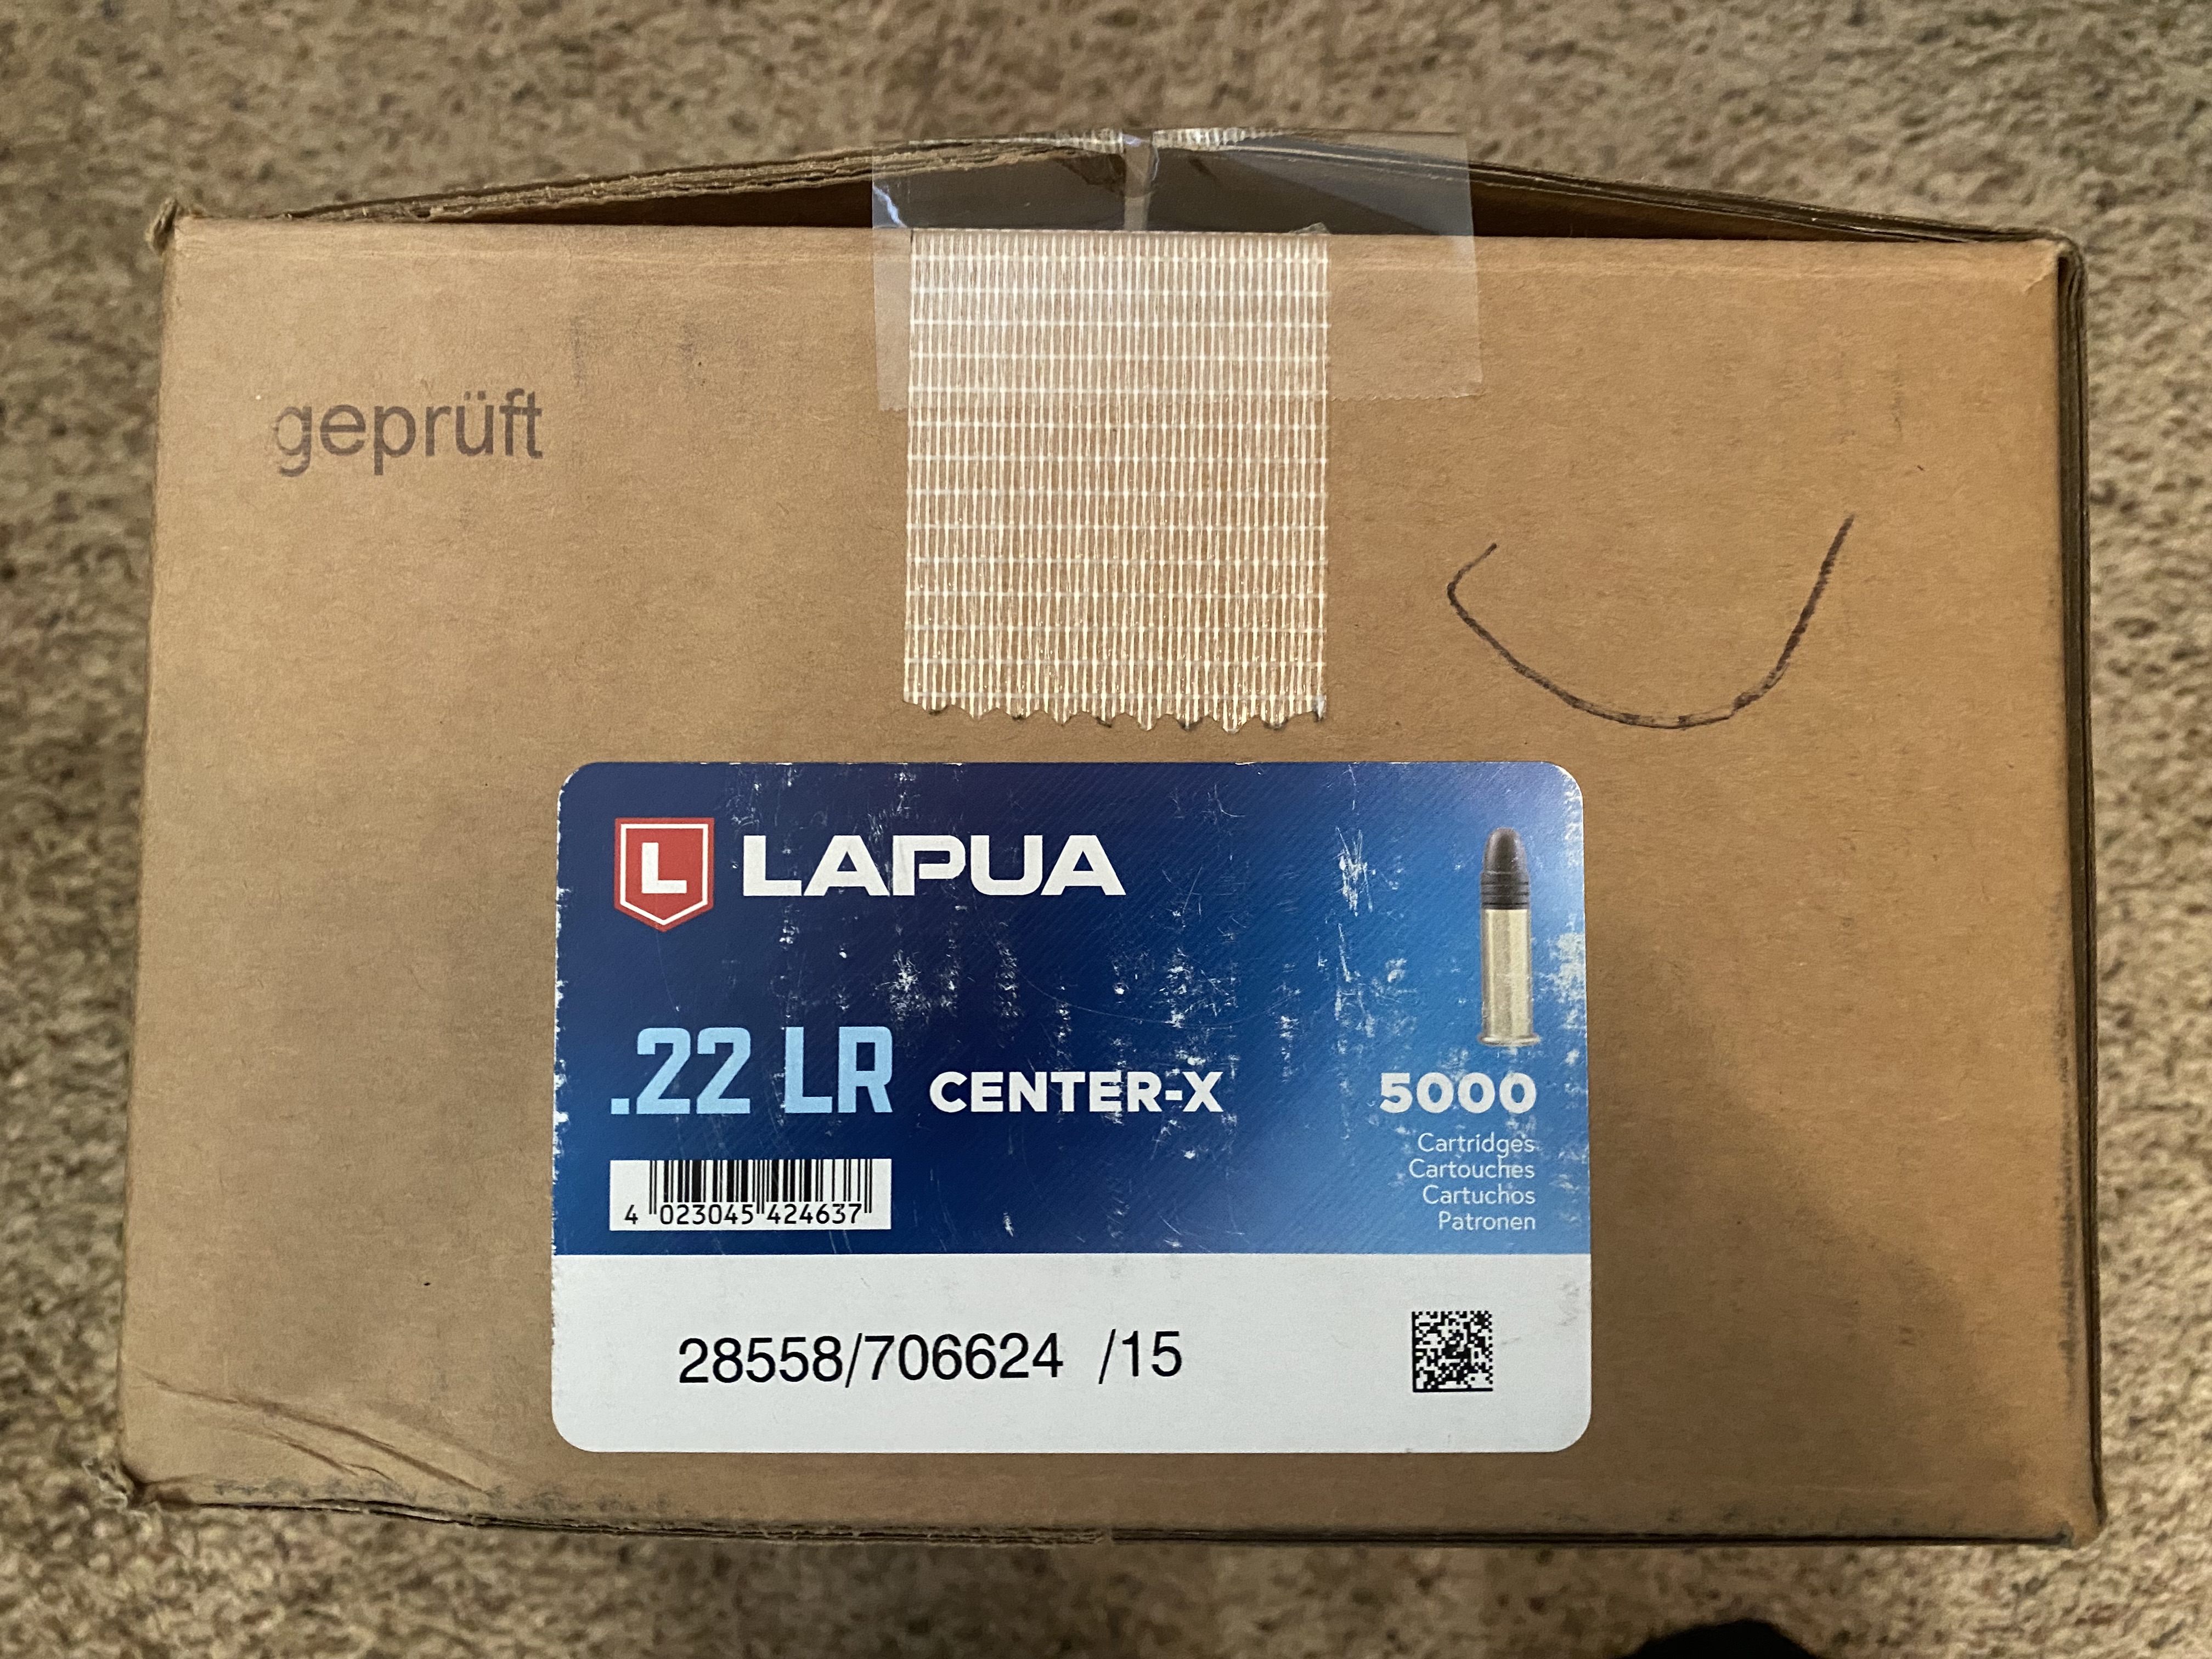 geprüft
L LAPUA
.22 LR CENTER-X
5000
Cartridges
Cartouches
Cartuchos
Patronen
4 023045 424637
28558/706624 /15